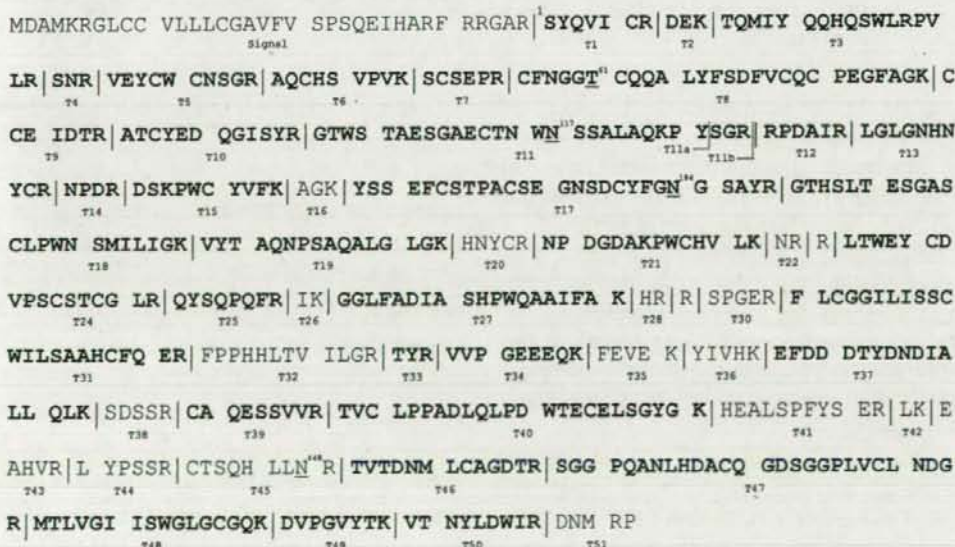 MDAMKRGLCC VLLLCGAVFV SPSQEIHARF RRGAR|¹SYQVI CR|DEK|TQMIY QQHQSWLRPV
Signal T1 T2 T3
LR|SNR|VEYCW CNSGR|AQCHS VPVK|SCSEPR|CFNGGT⁶¹ CQQA LYFSDFVCQC PEGFAGK|C
T4 T5 T6 T7 T8
CE IDTR|ATCYED QGISYR|GTWS TAESGAECTN WN¹¹⁷SSALAQKP Y|SGR|RPDAIR|LGLGNHN
T9 T10 T11 T11a T11b T12 T13
YCR|NPDR|DSKPWC YVFK|AGK|YSS EFCSTPACSE GNSDCYFGN¹⁸⁴G SAYR|GTHSLT ESGAS
T14 T15 T16 T17
CLPWN SMILIGK|VYT AQNPSAQALG LGK|HNYCR|NP DGDAKPWCHV LK|NR|R|LTWEY CD
T18 T19 T20 T21 T22
VPSCSTCG LR|QYSQPQFR|IK|GGLFADIA SHPWQAAIFA K|HR|R|SPGER|F LCGGILISSC
T24 T25 T26 T27 T28 T30
WILSAAHCFQ ER|FPPHHLTV ILGR|TYR|VVP GEEEQK|FEVE K|YIVHK|EFDD DTYDNDIA
T31 T32 T33 T34 T35 T36 T37
LL QLK|SDSSR|CA QESSVVR|TVC LPPADLQLPD WTECELSGYG K|HEALSPFYS ER|LK|E
T38 T39 T40 T41 T42
AHVR|L YPSSR|CTSQH LLN⁴⁴⁸R|TVTDNM LCAGDTR|SGG PQANLHDACQ GDSGGPLVCL NDG
T43 T44 T45 T46 T47
R|MTLVGI ISWGLGCGQK|DVPGVYTK|VT NYLDWIR|DNM RP
T48 T49 T50 T51